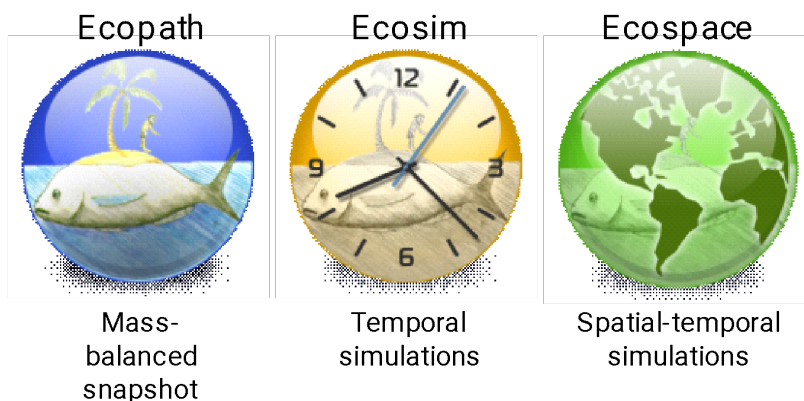 Ecopath
Ecosim
Ecospace
12
9
3
6
Mass-
balanced
snapshot
Temporal
simulations
Spatial-temporal
simulations